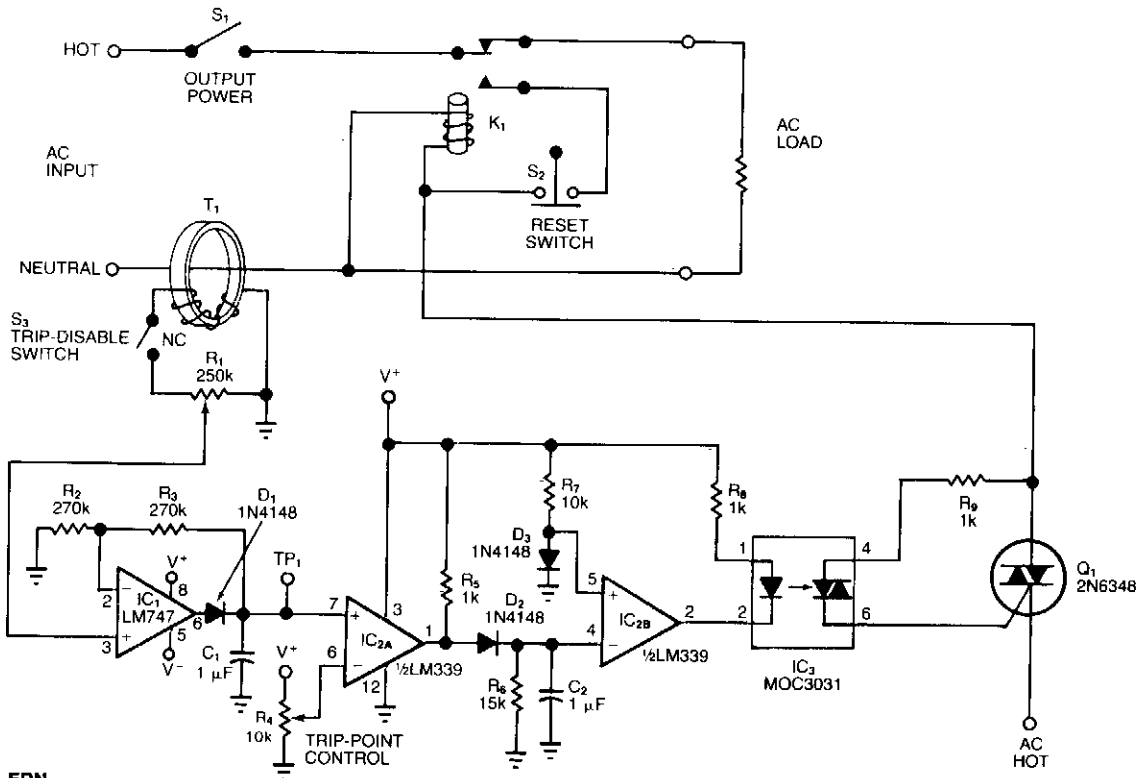 S1
HOT
OUTPUT
POWER
K1
AC
LOAD
AC
INPUT
S2
T1
RESET
SWITCH
NEUTRAL
S3
TRIP-DISABLE
SWITCH
NC
R1
250k
V+
R2
270k
R3
270k
D1
1N4148
R7
10k
R8
1k
R9
1k
TP1
V+
8
D3
1N4148
1
4
R5
1k
Q1
2N6348
2
IC1
LM747
6
7
3
D2
1N4148
5
2
2
6
3
5
V-
C1
1 µF
V+
6
IC2A
1
½LM339
4
IC2B
½LM339
IC3
MOC3031
12
R6
15k
C2
1 µF
R4
10k
TRIP-POINT
CONTROL
AC
HOT
EDN